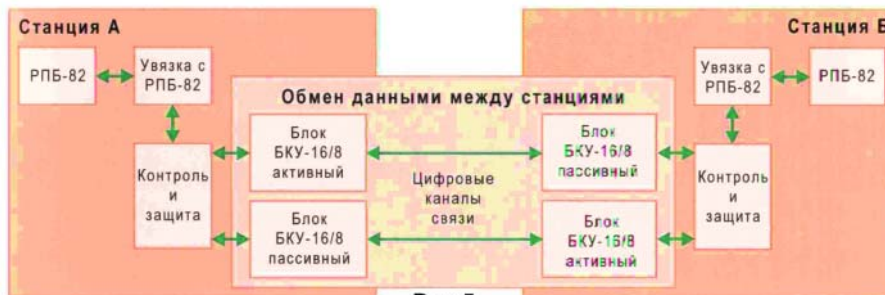 Станция А
Станция Б
РПБ-82
Увязка с
РПБ-82
Увязка с
РПБ-82
РПБ-82
Обмен данными между станциями
Блок
БКУ-16/8
активный
Блок
БКУ-16/8
пассивный
Контроль
и
защита
Цифровые
каналы
связи
Контроль
и
защита
Блок
БКУ-16/8
пассивный
Блок
БКУ-16/8
активный